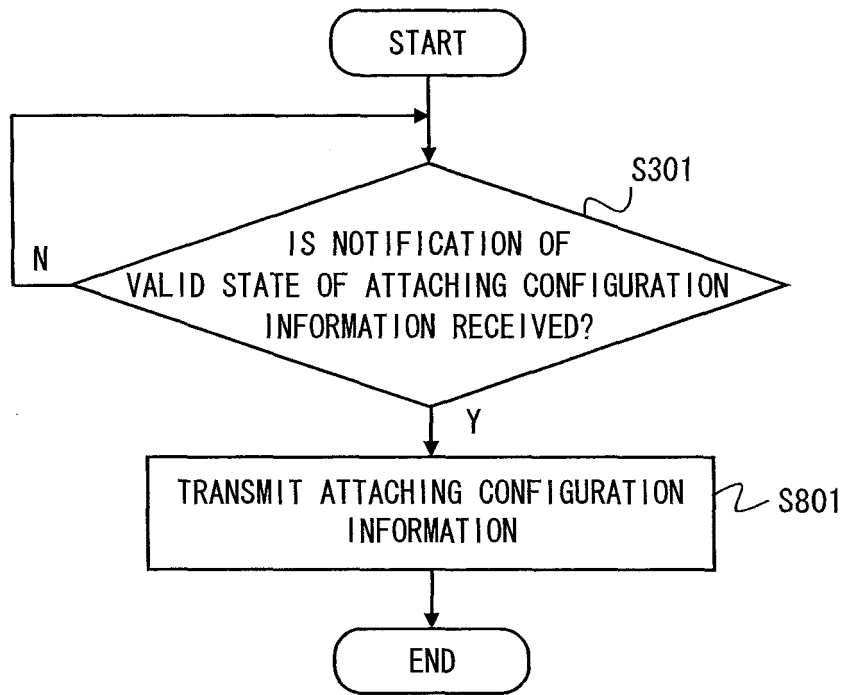 START
S301
IS NOTIFICATION OF
VALID STATE OF ATTACHING CONFIGURATION
INFORMATION RECEIVED?
N
Y
TRANSMIT ATTACHING CONFIGURATION
INFORMATION
S801
END